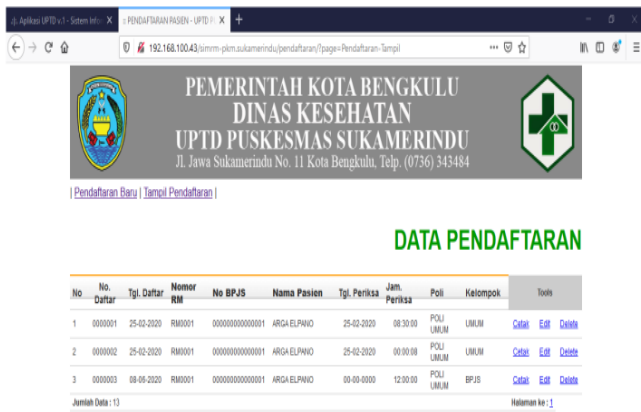 .:). Aplikasi UPTD v.1 - Sistem Infor X
:: PENDAFTARAN PASIEN - UPTD P X
192.168.100.43/simrm-pkm.sukamerindu/pendaftaran/?page=Pendaftaran-Tampil
PEMERINTAH KOTA BENGKULU
DINAS KESEHATAN
UPTD PUSKESMAS SUKAMERINDU
Jl. Jawa Sukamerindu No. 11 Kota Bengkulu, Telp. (0736) 343484
| Pendaftaran Baru | Tampil Pendaftaran |
DATA PENDAFTARAN
No No. Daftar Tgl. Daftar Nomor RM No BPJS Nama Pasien Tgl. Periksa Jam. Periksa Poli Kelompok Tools
1 0000001 25-02-2020 RM0001 000000000000001 ARGA ELPANO 25-02-2020 08:30:00 POLI UMUM UMUM Cetak Edit Delete
2 0000002 25-02-2020 RM0001 000000000000001 ARGA ELPANO 25-02-2020 00:00:08 POLI UMUM UMUM Cetak Edit Delete
3 0000003 08-06-2020 RM0001 000000000000001 ARGA ELPANO 00-00-0000 12:00:00 POLI UMUM BPJS Cetak Edit Delete
Jumlah Data : 13 Halaman ke : 1